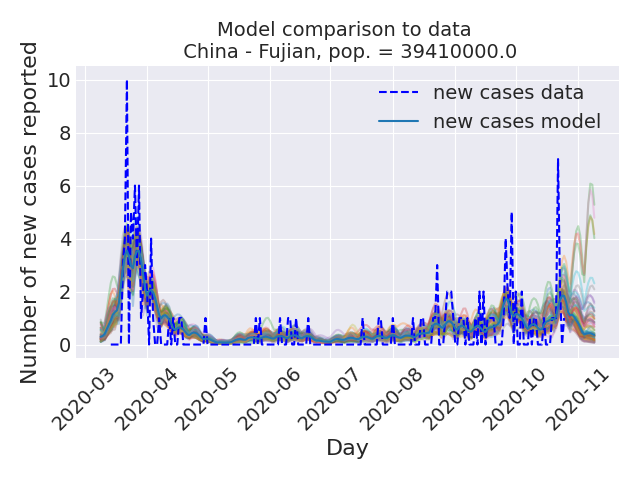 Model comparison to data
China - Fujian, pop. = 39410000.0
Number of new cases reported
10
8
6
4
2
0
new cases data
new cases model
2020-03
2020-04
2020-05
2020-06
2020-07
2020-08
2020-09
2020-10
2020-11
Day